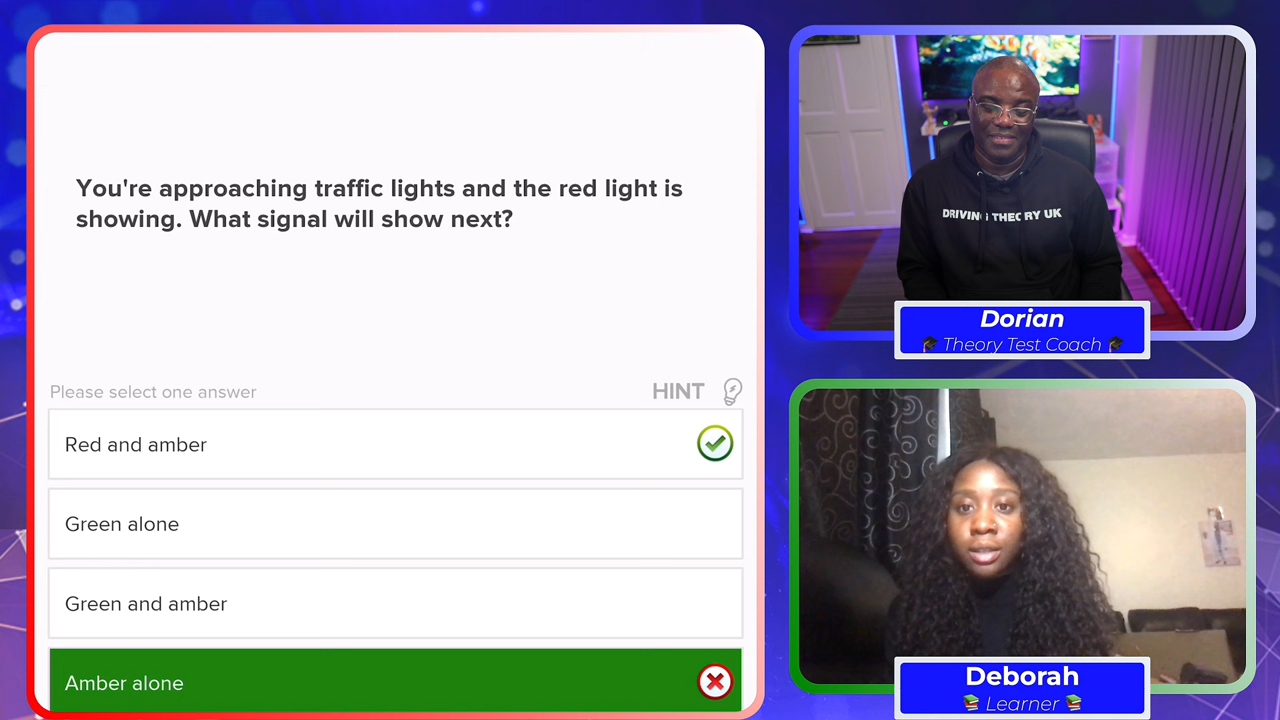 You're approaching traffic lights and the red light is
showing. What signal will show next?
Please select one answer
HINT
Red and amber
Green alone
Green and amber
Amber alone
DRIVING THEORY UK
Dorian
Theory Test Coach
Deborah
Learner